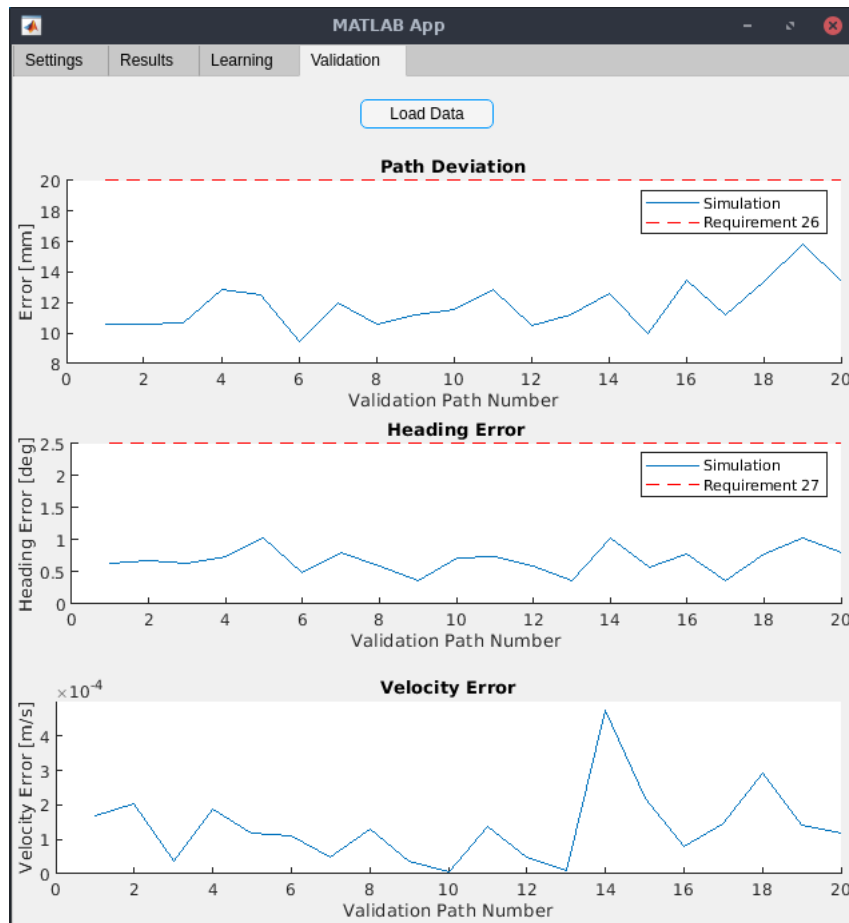 MATLAB App
Settings Results Learning Validation
Load Data
Path Deviation
Error [mm]
20
18
16
14
12
10
8
Simulation
Requirement 26
0 2 4 6 8 10 12 14 16 18 20
Validation Path Number
Heading Error
Heading Error [deg]
2.5
2
1.5
1
0.5
0
Simulation
Requirement 27
0 2 4 6 8 10 12 14 16 18 20
Validation Path Number
Velocity Error
×10-4
Velocity Error [m/s]
4
3
2
1
0
0 2 4 6 8 10 12 14 16 18 20
Validation Path Number